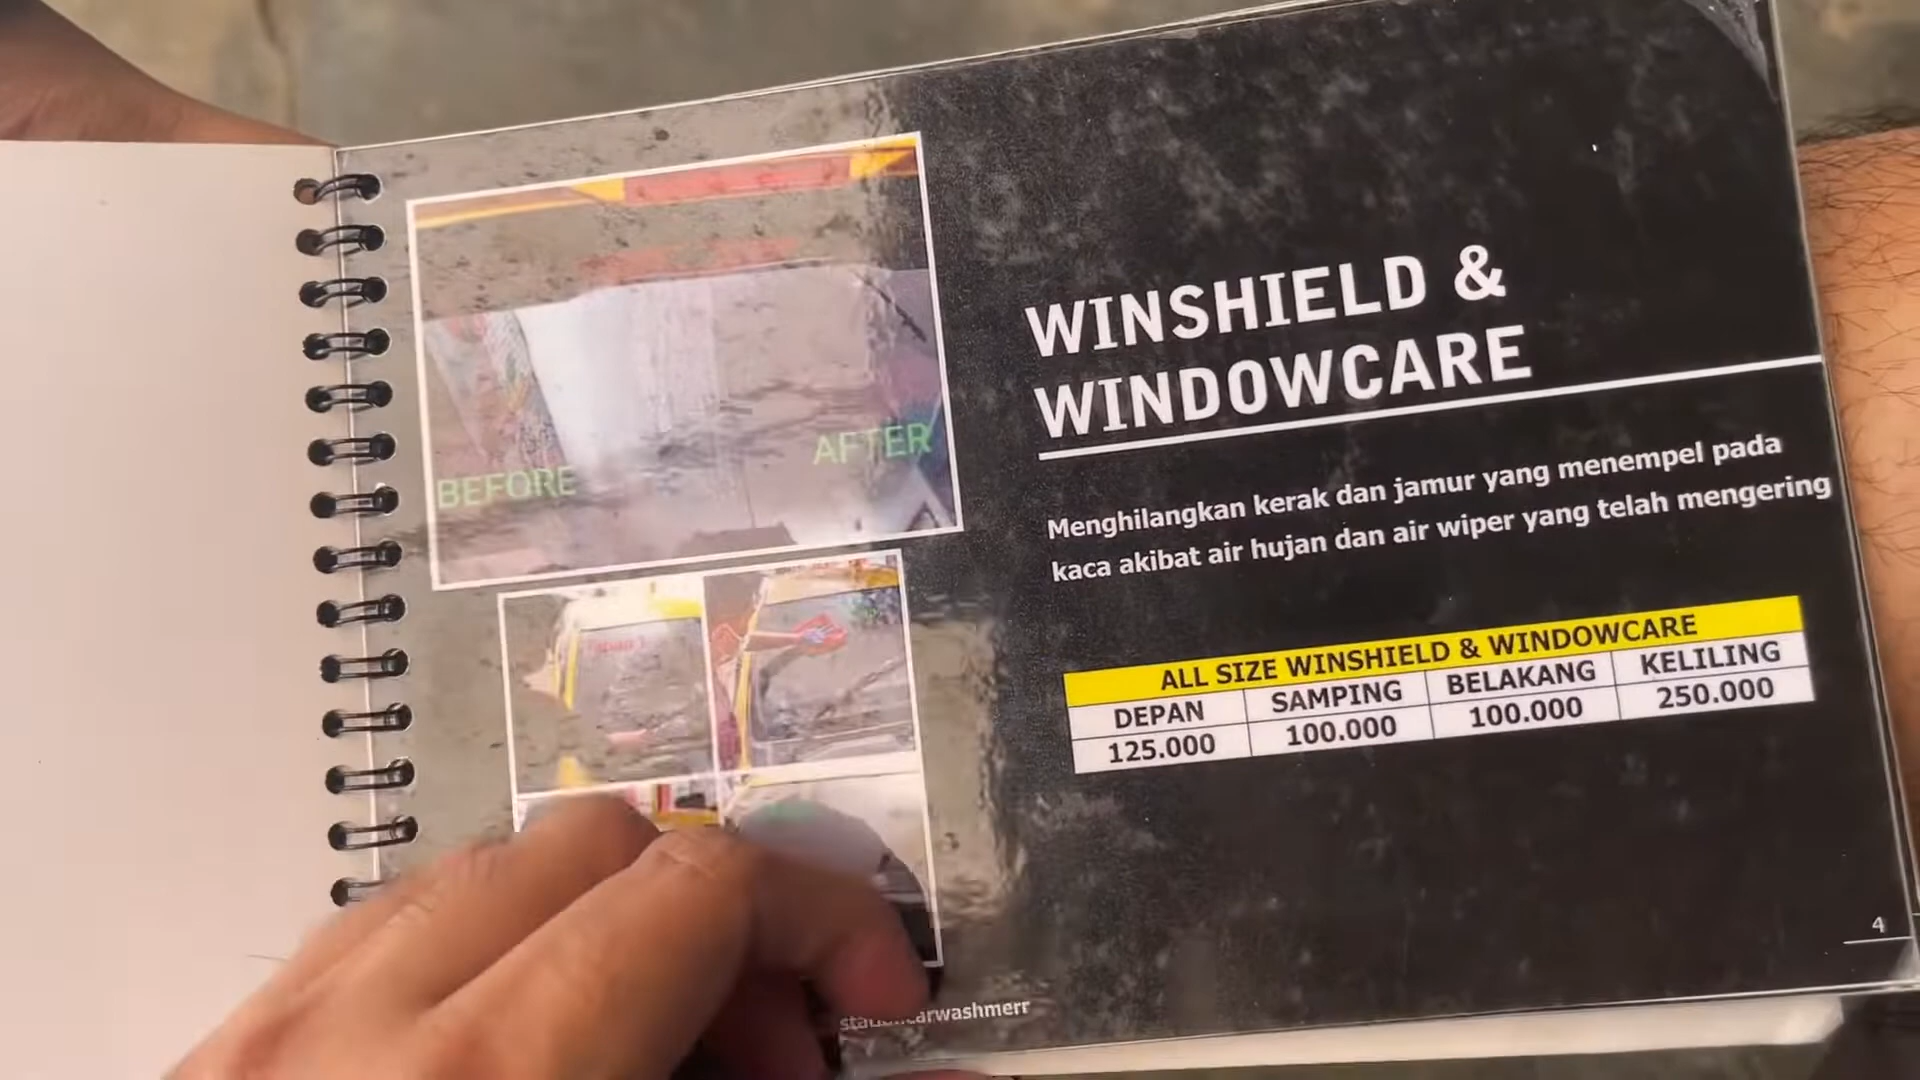 BEFORE
AFTER
WINSHIELD &
WINDOWCARE
Menghilangkan kerak dan jamur yang menempel pada
kaca akibat air hujan dan air wiper yang telah mengering
ALL SIZE WINSHIELD & WINDOWCARE
DEPAN SAMPING BELAKANG KELILING
125.000 100.000 100.000 250.000
4